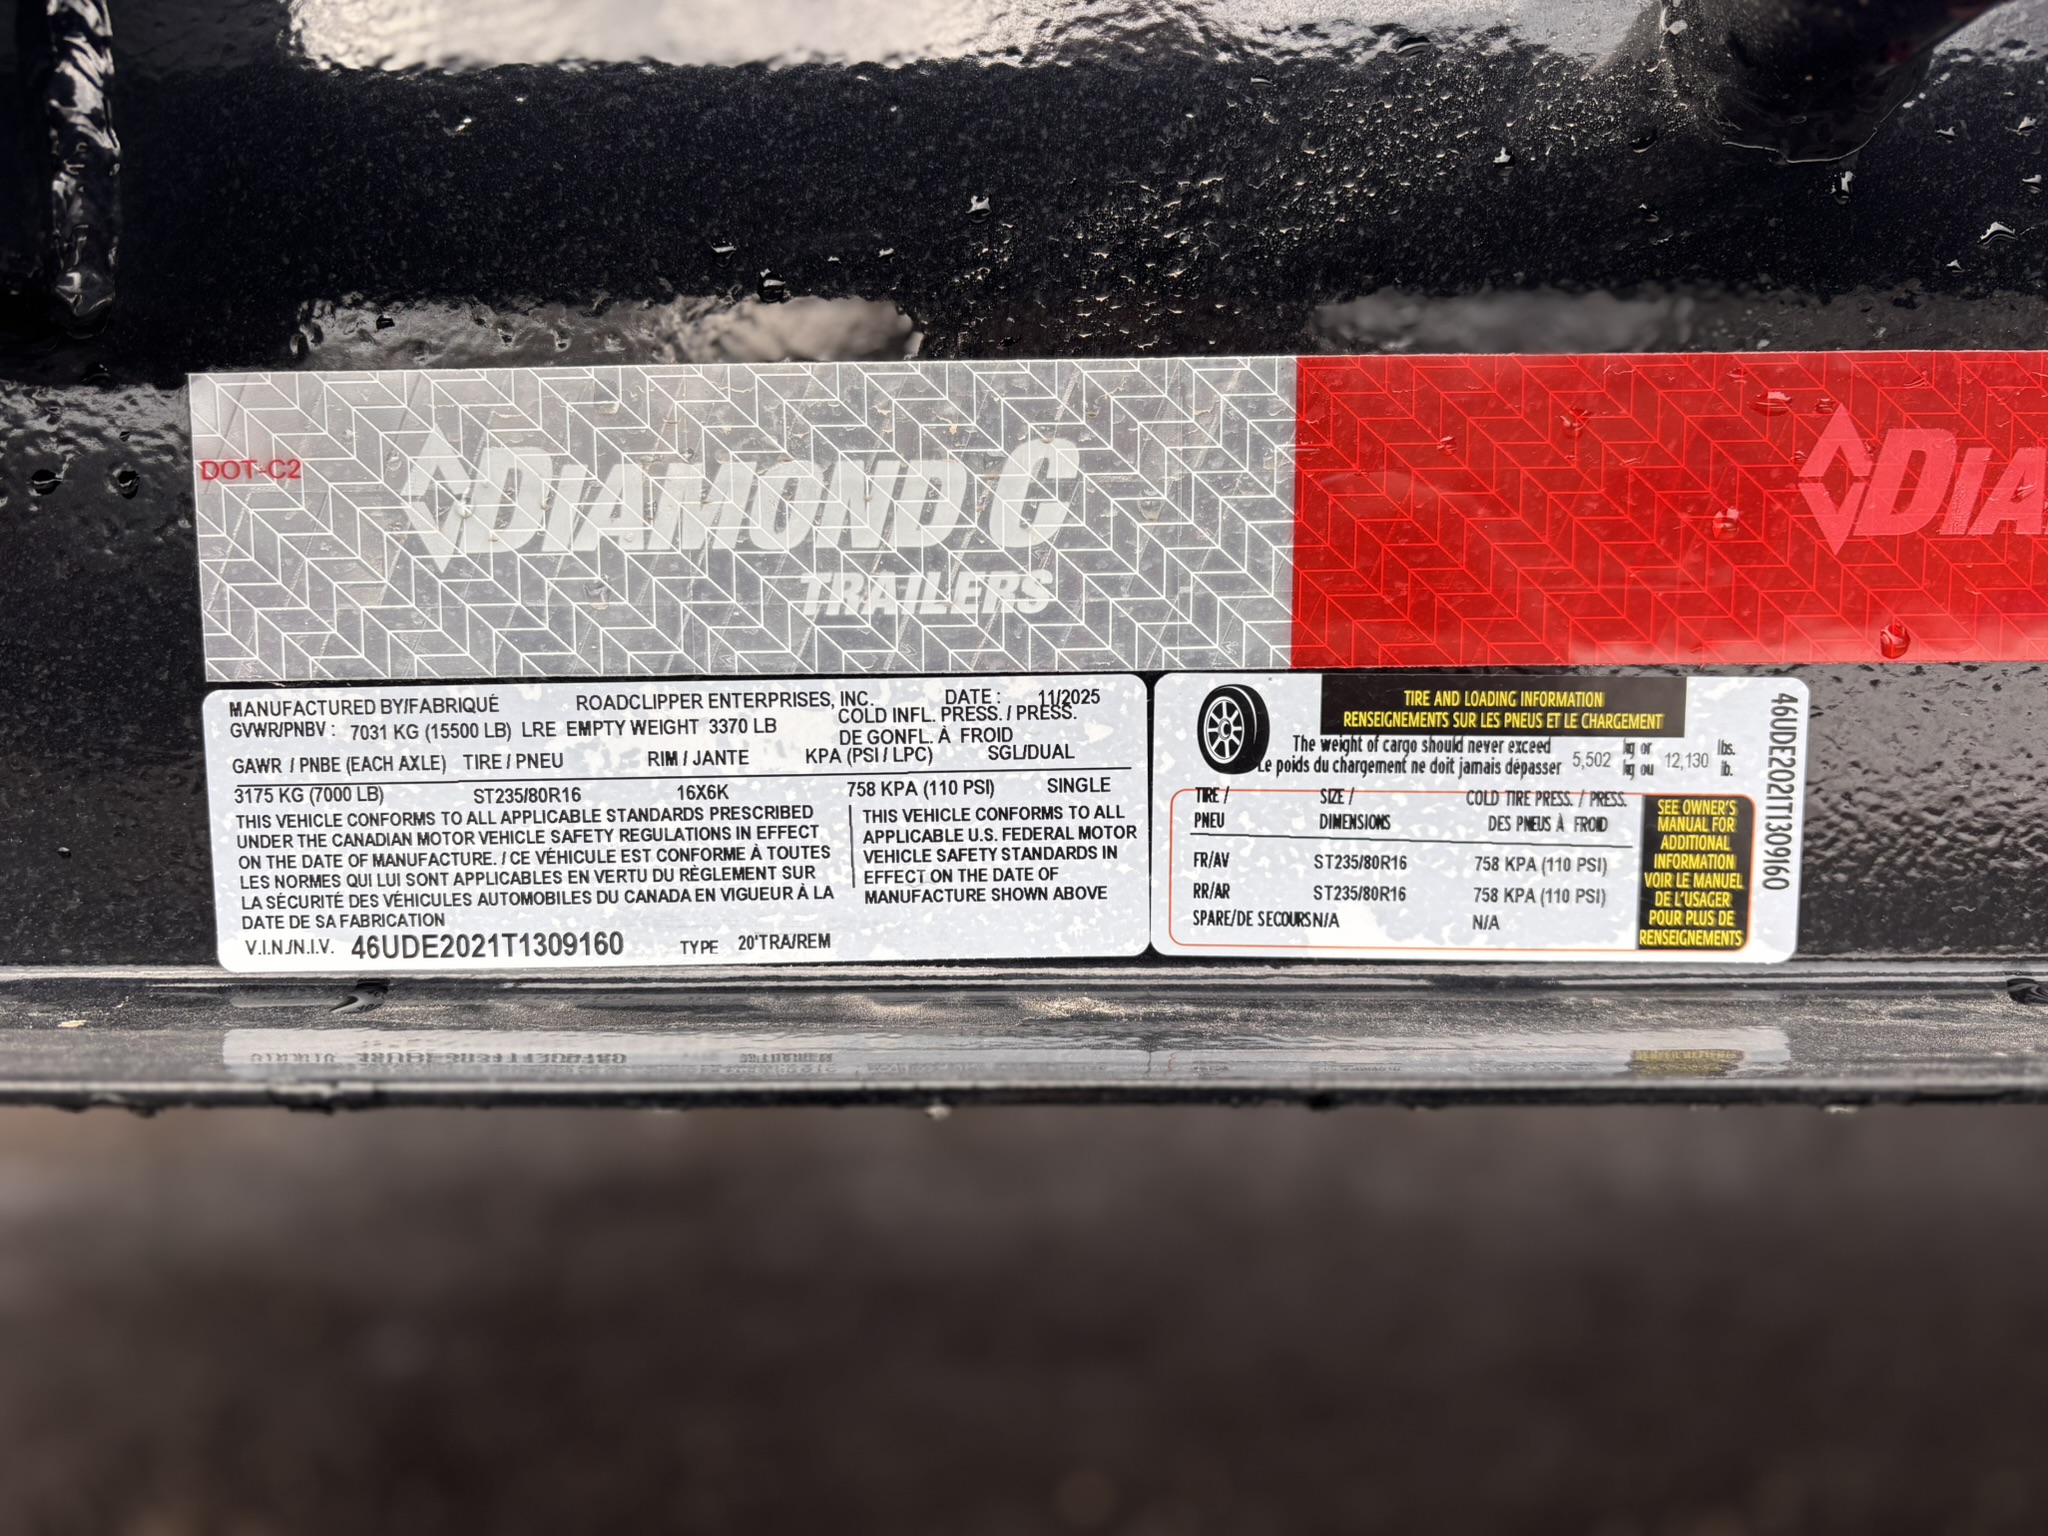 DOT-C2
DIAMOND C
TRAILERS
DIA
MANUFACTURED BY/FABRIQUÉ ROADCLIPPER ENTERPRISES, INC. DATE : 11/2025
GVWR/PNBV : 7031 KG (15500 LB) LRE EMPTY WEIGHT 3370 LB COLD INFL. PRESS. / PRESS.
DE GONFL. À FROID
GAWR / PNBE (EACH AXLE) TIRE / PNEU RIM / JANTE KPA (PSI / LPC) SGL/DUAL
3175 KG (7000 LB) ST235/80R16 16X6K 758 KPA (110 PSI) SINGLE
THIS VEHICLE CONFORMS TO ALL APPLICABLE STANDARDS PRESCRIBED
UNDER THE CANADIAN MOTOR VEHICLE SAFETY REGULATIONS IN EFFECT
ON THE DATE OF MANUFACTURE. / CE VÉHICULE EST CONFORME À TOUTES
LES NORMES QUI LUI SONT APPLICABLES EN VERTU DU RÈGLEMENT SUR
LA SÉCURITÉ DES VÉHICULES AUTOMOBILES DU CANADA EN VIGUEUR À LA
DATE DE SA FABRICATION
THIS VEHICLE CONFORMS TO ALL
APPLICABLE U.S. FEDERAL MOTOR
VEHICLE SAFETY STANDARDS IN
EFFECT ON THE DATE OF
MANUFACTURE SHOWN ABOVE
V.I.N./N.I.V. 46UDE2021T1309160 TYPE 20'TRA/REM
TIRE AND LOADING INFORMATION
RENSEIGNEMENTS SUR LES PNEUS ET LE CHARGEMENT
The weight of cargo should never exceed 5,502 kg or 12,130 lbs.
Le poids du chargement ne doit jamais dépasser kg ou lb.
TIRE / SIZE / COLD TIRE PRESS. / PRESS.
PNEU DIMENSIONS DES PNEUS À FROID
FR/AV ST235/80R16 758 KPA (110 PSI)
RR/AR ST235/80R16 758 KPA (110 PSI)
SPARE/DE SECOURS N/A N/A
SEE OWNER'S
MANUAL FOR
ADDITIONAL
INFORMATION
VOIR LE MANUEL
DE L'USAGER
POUR PLUS DE
RENSEIGNEMENTS
46UDE2021T1309160